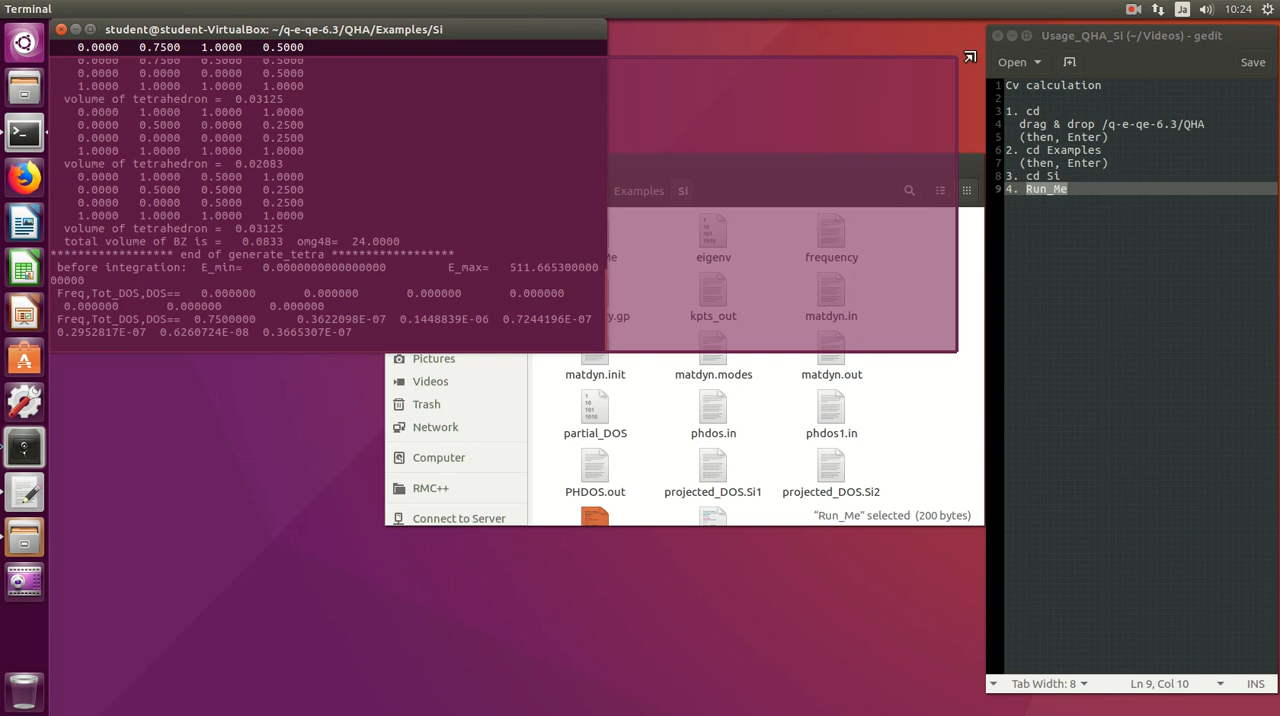 Terminal
Ja
10:24
student@student-VirtualBox: ~/q-e-qe-6.3/QHA/Examples/Si
0.0000 0.7500 1.0000 0.5000
0.0000 0.7500 0.5000 0.5000
0.0000 0.0000 0.0000 0.5000
1.0000 1.0000 1.0000 0.5000
volume of tetrahedron = 0.03125
0.0000 1.0000 1.0000 0.5000
0.0000 0.5000 0.0000 0.2500
0.0000 0.0000 0.0000 0.2500
1.0000 1.0000 1.0000 1.0000
volume of tetrahedron = 0.02083
0.0000 1.0000 0.5000 1.0000
0.0000 0.5000 0.5000 0.2500
0.0000 0.0000 0.5000 0.2500
1.0000 1.0000 1.0000 1.0000
volume of tetrahedron = 0.03125
total volume of BZ is = 0.0833 omg48= 24.0000
***************** end of generate_tetra ******************
before integration: E_min= 0.0000000000000000 E_max= 511.665300000
00000
Freq,Tot_DOS,DOS== 0.000000 0.000000 0.000000 0.000000
0.000000 0.000000 0.000000
Freq,Tot_DOS,DOS== 0.7500000 0.3622098E-07 0.1448839E-06 0.7244196E-07
0.2952817E-07 0.6260724E-08 0.3665307E-07
Examples Si
Me eigenv frequency
y.gp kpts_out matdyn.in
Pictures
matdyn.init matdyn.modes matdyn.out
Videos
Trash
Network
partial_DOS phdos.in phdos1.in
Computer
RMC++
PHDOS.out projected_DOS.Si1 projected_DOS.Si2
Connect to Server
"Run_Me" selected (200 bytes)
Usage_QHA_Si (~/Videos) - gedit
Open
Save
1 Cv calculation
2
3 1. cd
4 drag & drop /q-e-qe-6.3/QHA
5 (then, Enter)
6 2. cd Examples
7 (then, Enter)
8 3. cd Si
9 4. Run_Me
Tab Width: 8 Ln 9, Col 10 INS